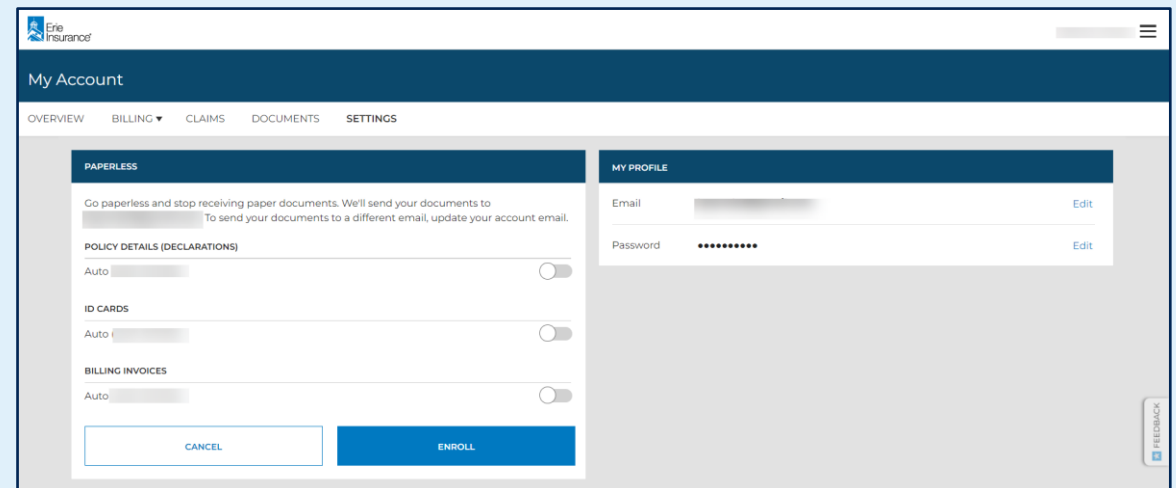 Erie
Insurance®
My Account
OVERVIEW BILLING▼ CLAIMS DOCUMENTS SETTINGS
PAPERLESS
Go paperless and stop receiving paper documents. We'll send your documents to
To send your documents to a different email, update your account email.
POLICY DETAILS (DECLARATIONS)
Auto
ID CARDS
Auto
BILLING INVOICES
Auto
CANCEL ENROLL
MY PROFILE
Email Edit
Password •••••••••• Edit
FEEDBACK